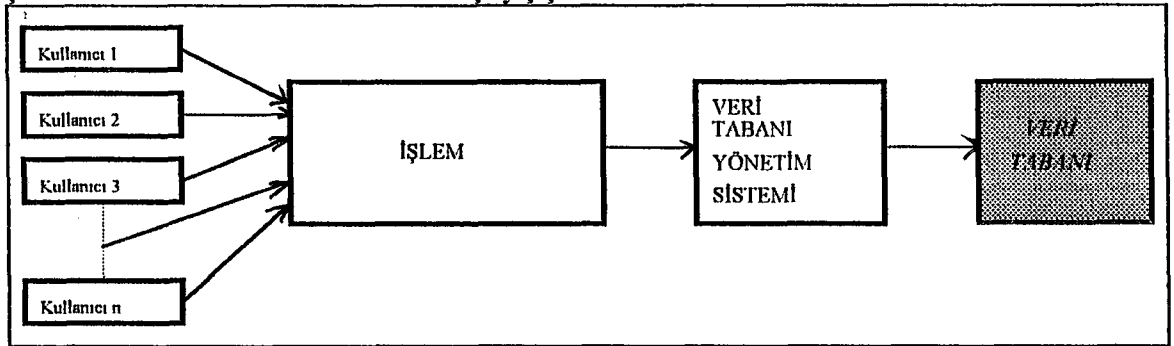 Kullanıcı 1
Kullanıcı 2
Kullanıcı 3
Kullanıcı n
İŞLEM
VERİ
TABANI
YÖNETİM
SİSTEMİ
VERİ
TABANI